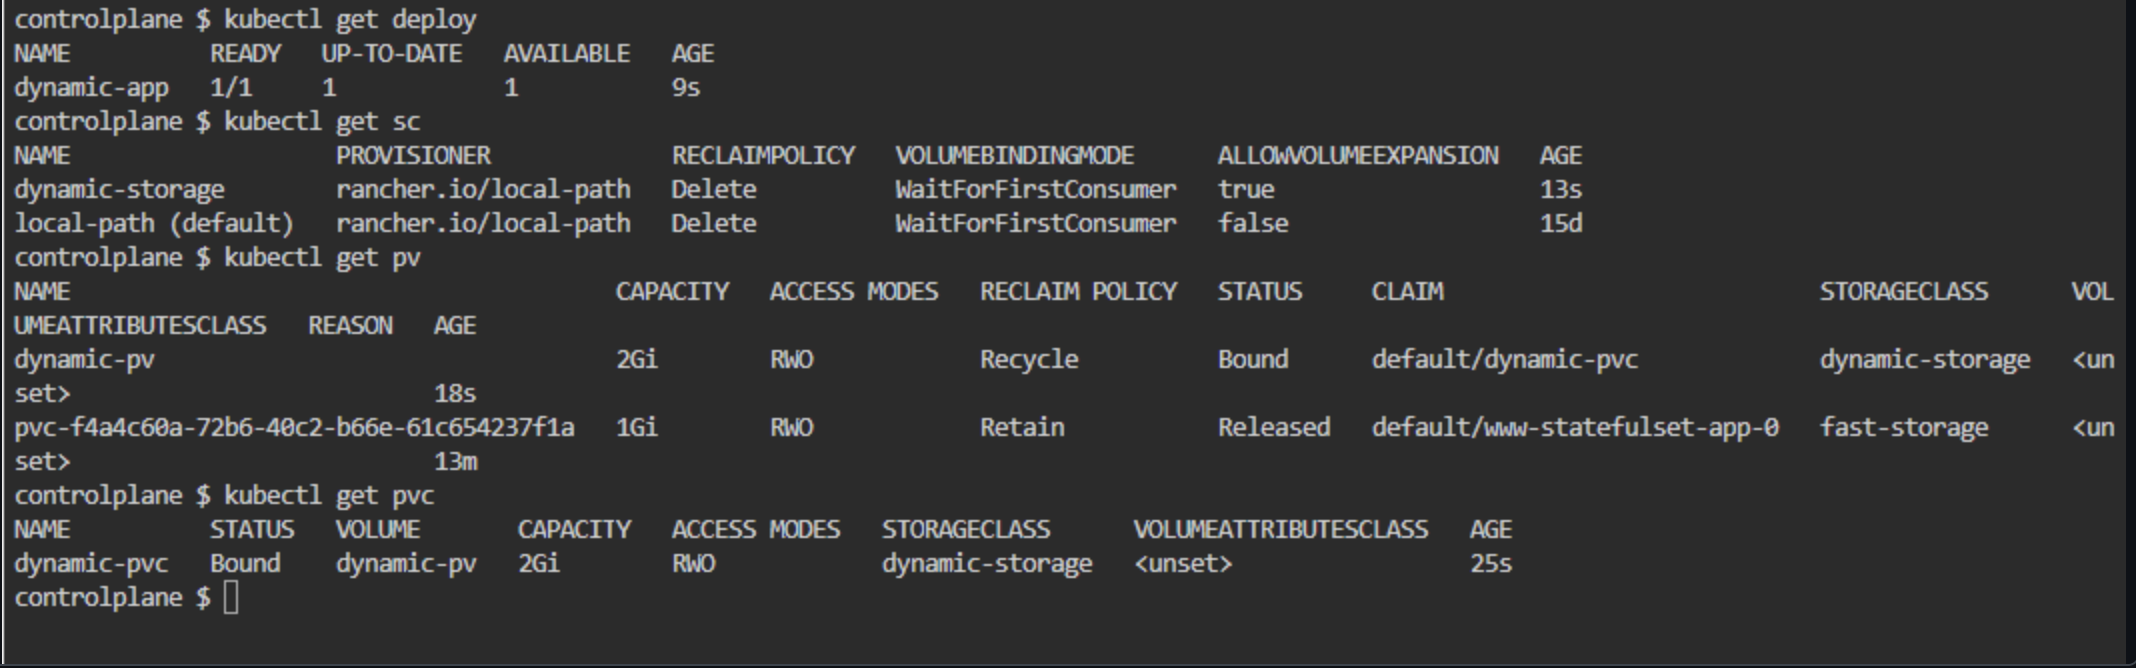 controlplane $ kubectl get deploy
NAME          READY   UP-TO-DATE   AVAILABLE   AGE
dynamic-app   1/1     1            1           9s
controlplane $ kubectl get sc
NAME                   PROVISIONER             RECLAIMPOLICY   VOLUMEBINDINGMODE      ALLOWVOLUMEEXPANSION   AGE
dynamic-storage        rancher.io/local-path   Delete          WaitForFirstConsumer   true                   13s
local-path (default)   rancher.io/local-path   Delete          WaitForFirstConsumer   false                  15d
controlplane $ kubectl get pv
NAME                                       CAPACITY   ACCESS MODES   RECLAIM POLICY   STATUS     CLAIM                           STORAGECLASS      VOL
UMEATTRIBUTESCLASS   REASON   AGE
dynamic-pv                                 2Gi        RWO            Recycle          Bound      default/dynamic-pvc             dynamic-storage   <un
set>                          18s
pvc-f4a4c60a-72b6-40c2-b66e-61c654237f1a   1Gi        RWO            Retain           Released   default/www-statefulset-app-0   fast-storage      <un
set>                          13m
controlplane $ kubectl get pvc
NAME          STATUS   VOLUME       CAPACITY   ACCESS MODES   STORAGECLASS      VOLUMEATTRIBUTESCLASS   AGE
dynamic-pvc   Bound    dynamic-pv   2Gi        RWO            dynamic-storage   <unset>                 25s
controlplane $